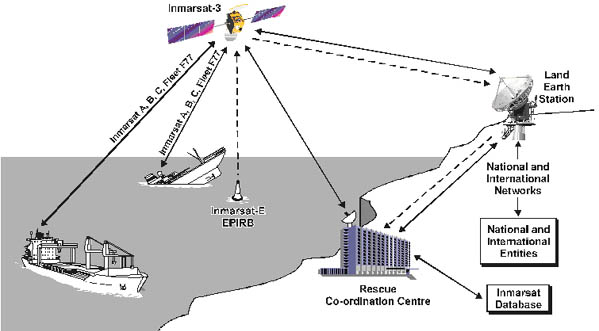 Inmarsat-3
Inmarsat A, B, C, Fleet F77
Inmarsat A, B, C, Fleet F77
Land
Earth
Station
National and
International
Networks
Inmarsat-E
EPIRB
National and
International
Entities
Rescue
Co-ordination Centre
Inmarsat
Database